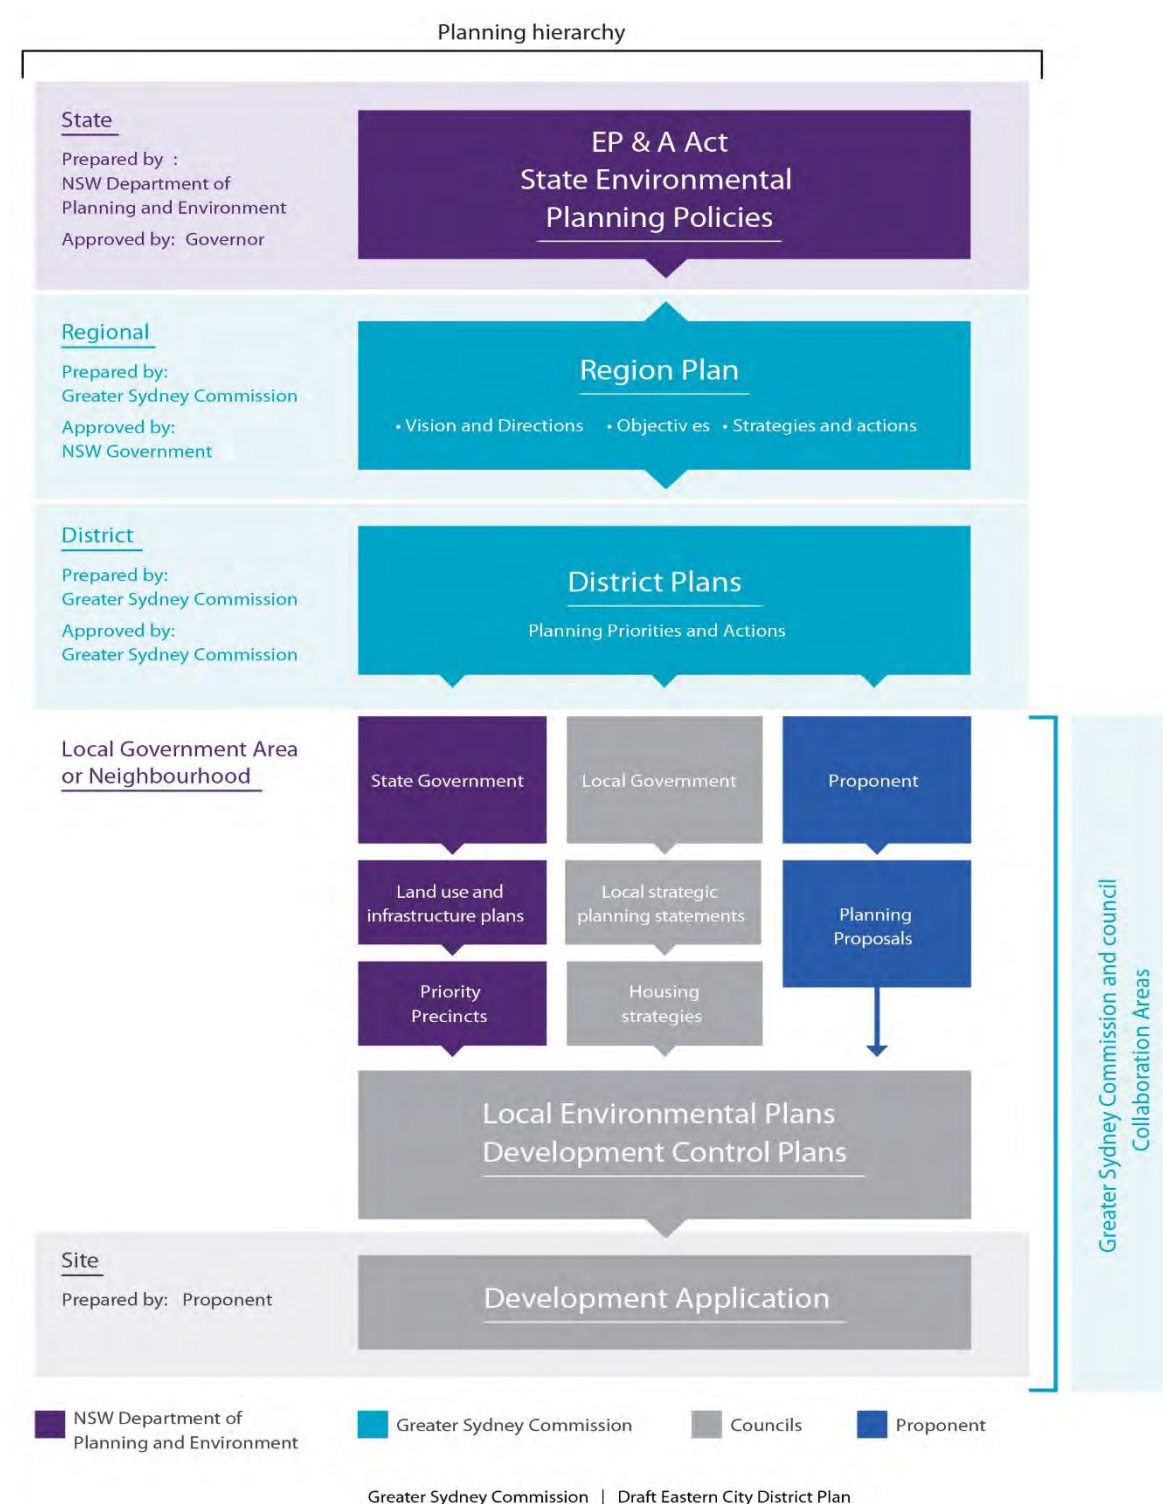 Planning hierarchy
State
Prepared by :
NSW Department of
Planning and Environment
Approved by: Governor
EP & A Act
State Environmental
Planning Policies
Regional
Prepared by:
Greater Sydney Commission
Approved by:
NSW Government
Region Plan
• Vision and Directions • Objectiv es • Strategies and actions
District
Prepared by:
Greater Sydney Commission
Approved by:
Greater Sydney Commission
District Plans
Planning Priorities and Actions
Local Government Area
or Neighbourhood
State Government
Local Government
Proponent
Land use and
infrastructure plans
Local strategic
planning statements
Planning
Proposals
Priority
Precincts
Housing
strategies
Local Environmental Plans
Development Control Plans
Site
Prepared by: Proponent
Development Application
Greater Sydney Commission and council
Collaboration Areas
NSW Department of
Planning and Environment
Greater Sydney Commission
Councils
Proponent
Greater Sydney Commission | Draft Eastern City District Plan